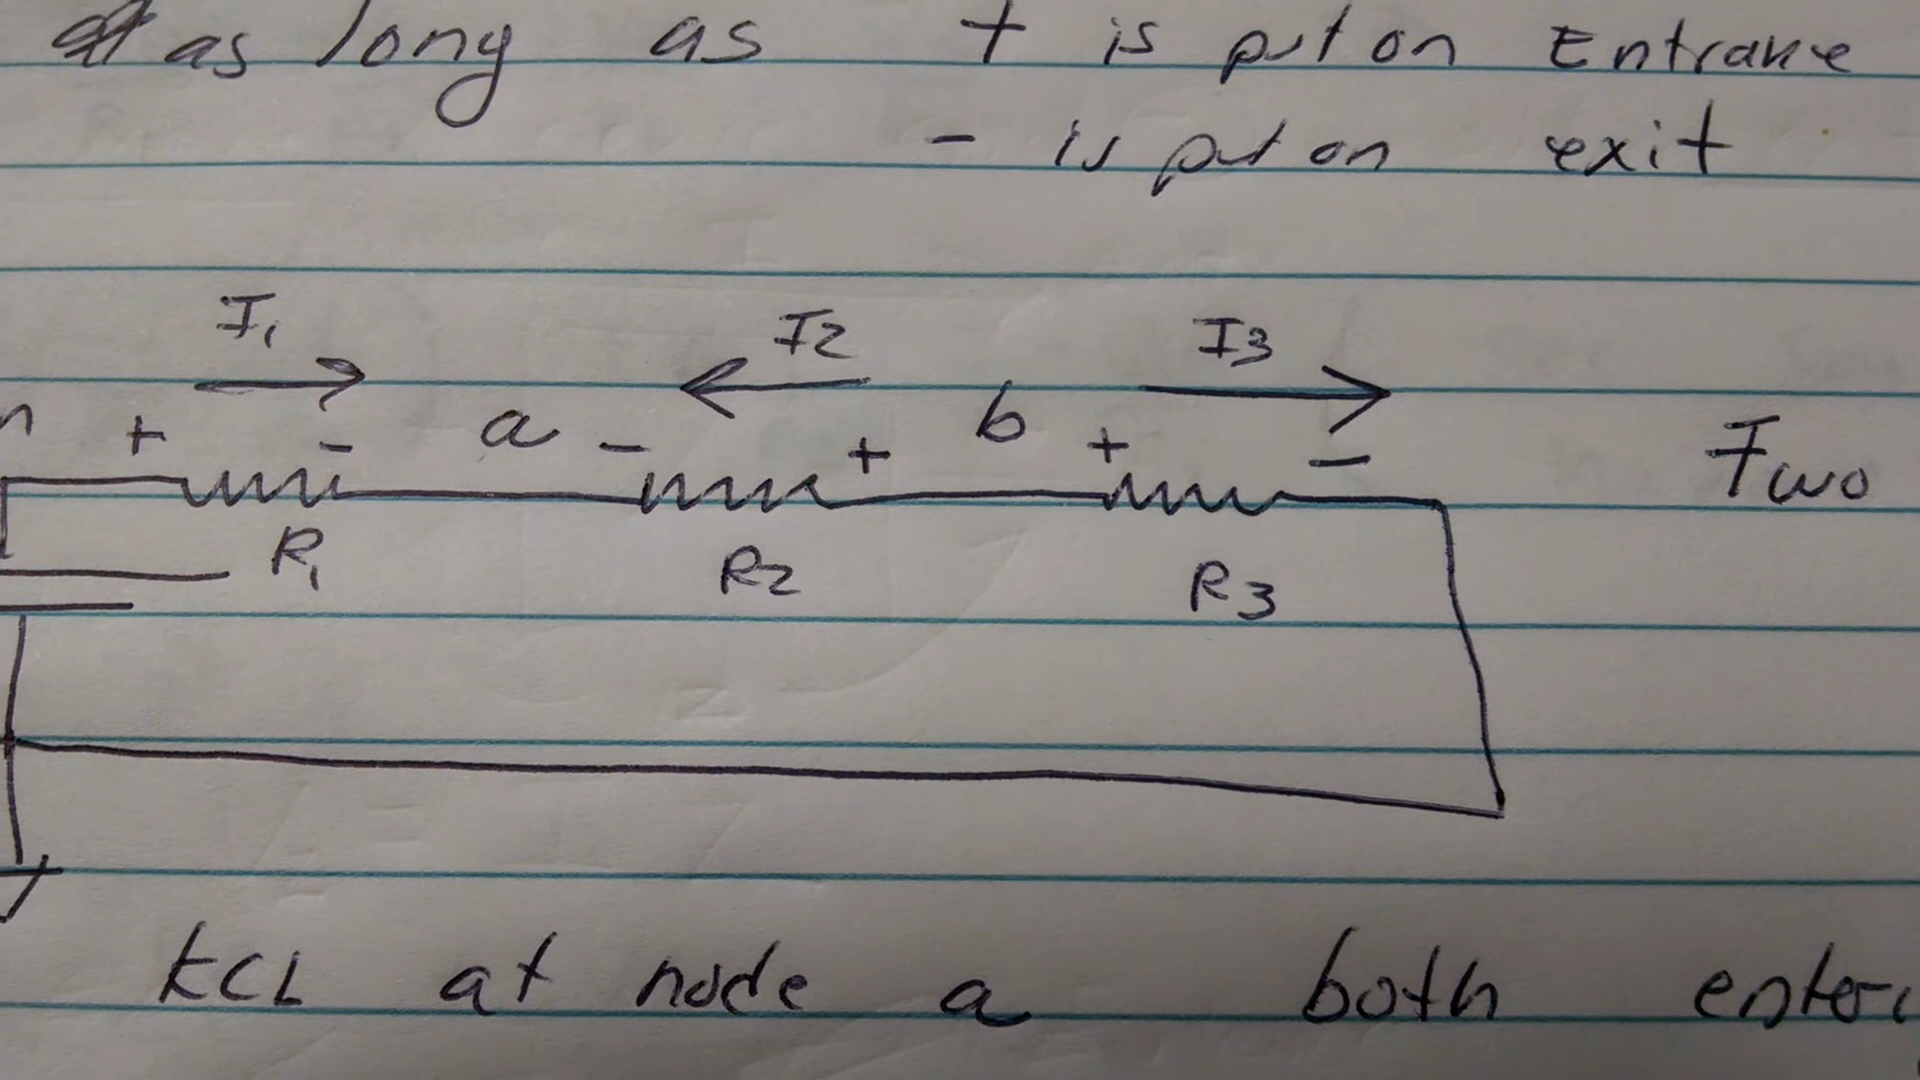 as long as + is put on Entrance
- is put on exit
I1 I2 I3
+ - a - + b + -
Two
R1 R2 R3
KCL at node a both enter